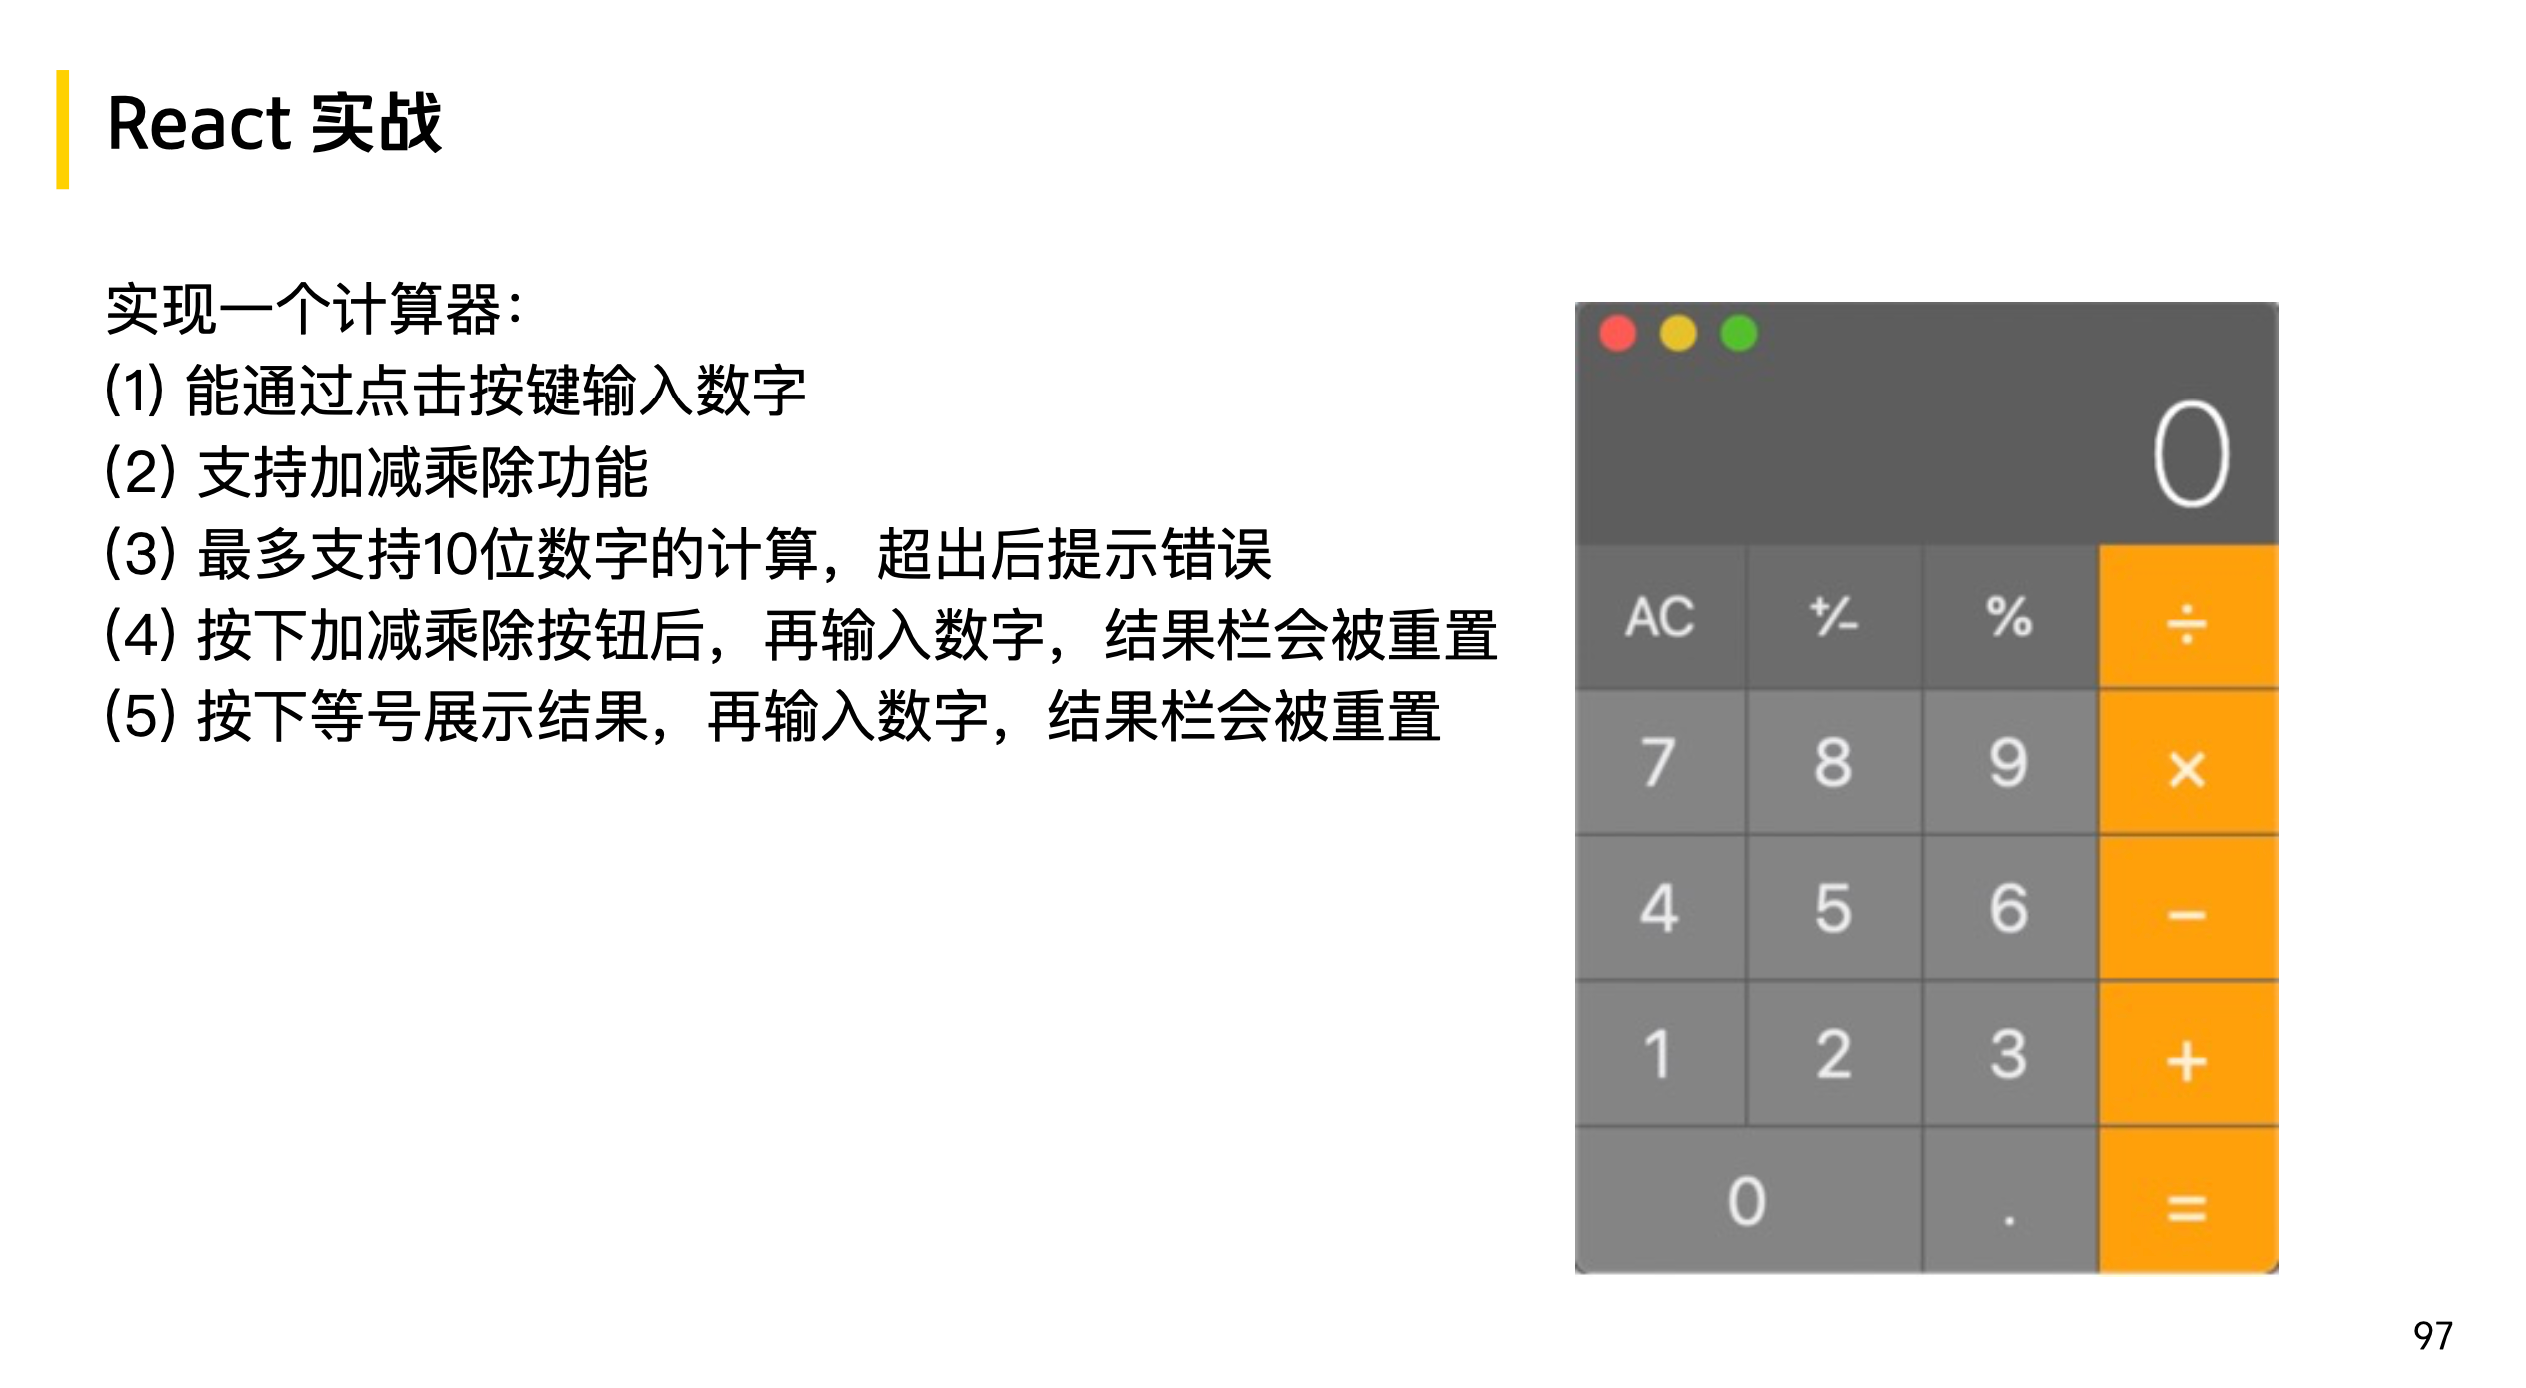 React 实战
实现一个计算器：
(1) 能通过点击按键输入数字
(2) 支持加减乘除功能
(3) 最多支持10位数字的计算，超出后提示错误
(4) 按下加减乘除按钮后，再输入数字，结果栏会被重置
(5) 按下等号展示结果，再输入数字，结果栏会被重置
0
AC +/- % ÷
7 8 9 ×
4 5 6 −
1 2 3 +
0 . =
97